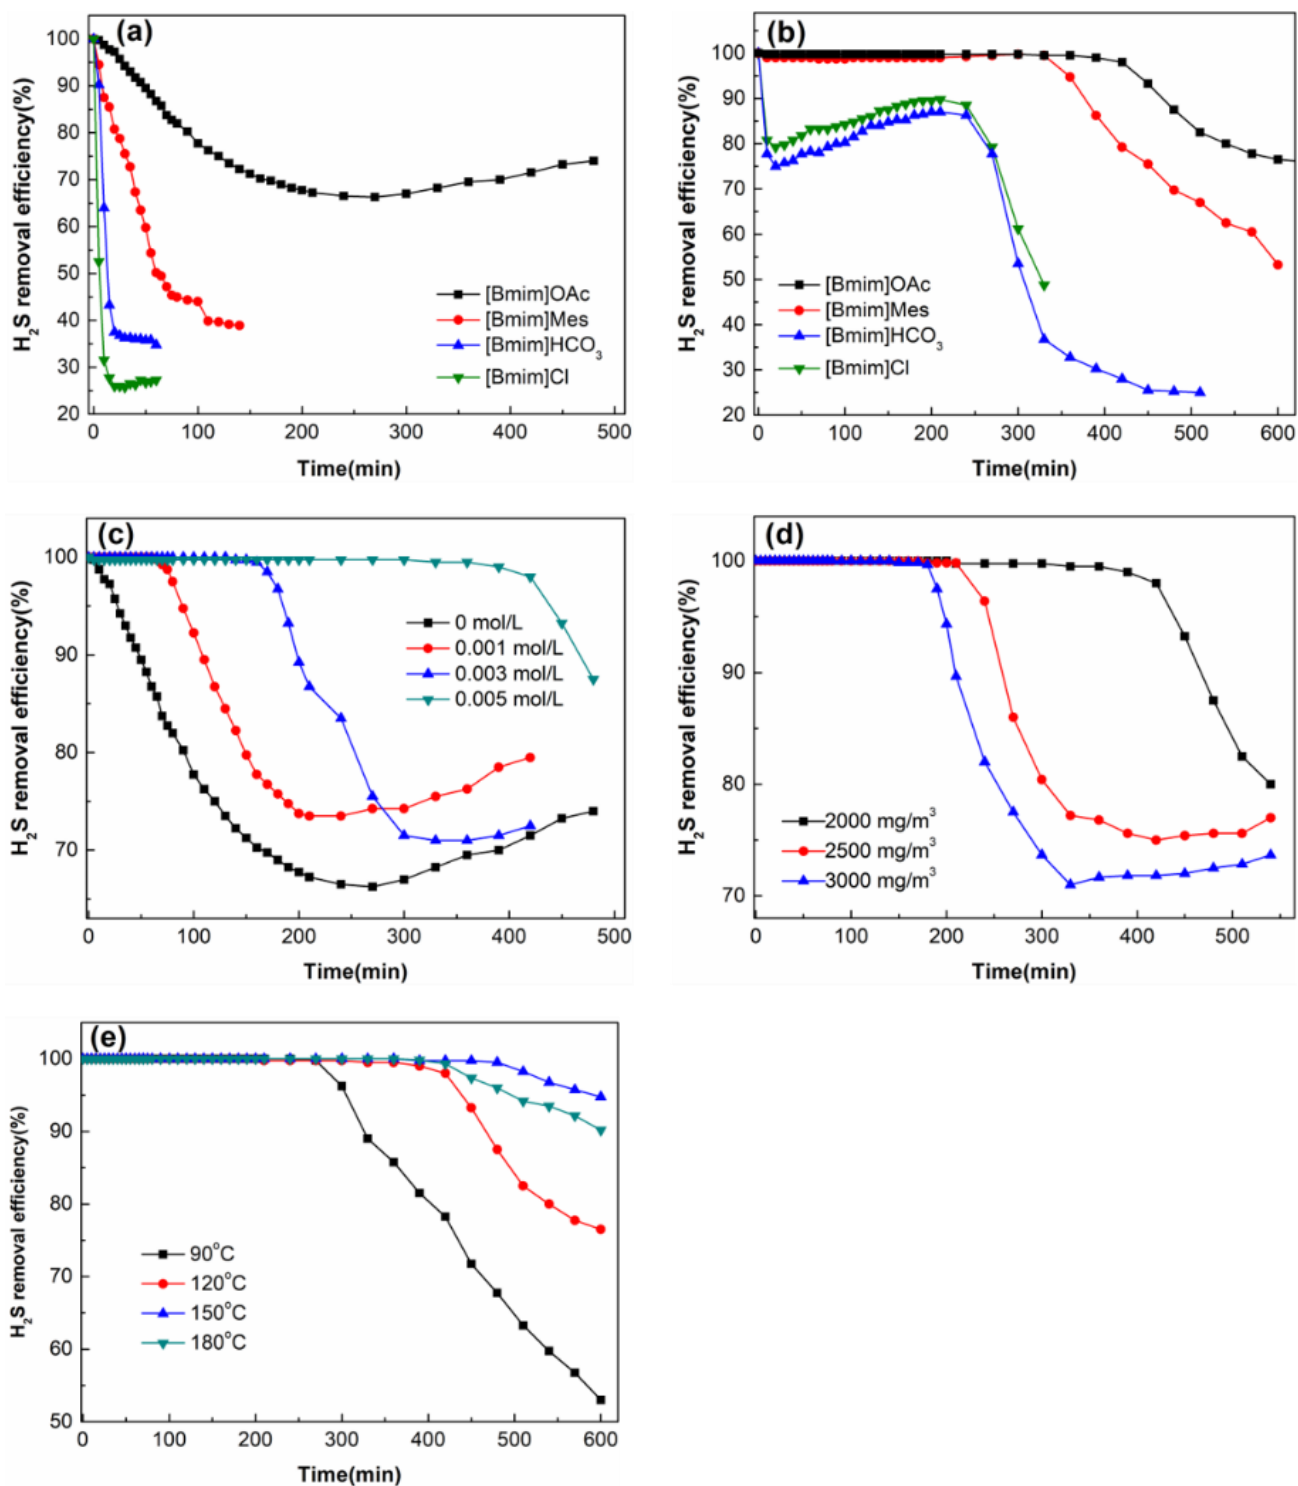 (a)
H2S removal efficiency(%)
100
90
80
70
60
50
40
30
20
[Bmim]OAc
[Bmim]Mes
[Bmim]HCO3
[Bmim]Cl
0 100 200 300 400 500
Time(min)
(b)
H2S removal efficiency(%)
100
90
80
70
60
50
40
30
20
[Bmim]OAc
[Bmim]Mes
[Bmim]HCO3
[Bmim]Cl
0 100 200 300 400 500 600
Time(min)
(c)
H2S removal efficiency(%)
100
90
80
70
0 mol/L
0.001 mol/L
0.003 mol/L
0.005 mol/L
0 100 200 300 400 500
Time(min)
(d)
H2S removal efficiency(%)
100
90
80
70
2000 mg/m3
2500 mg/m3
3000 mg/m3
0 100 200 300 400 500
Time(min)
(e)
H2S removal efficiency(%)
100
90
80
70
60
50
90°C
120°C
150°C
180°C
0 100 200 300 400 500 600
Time(min)